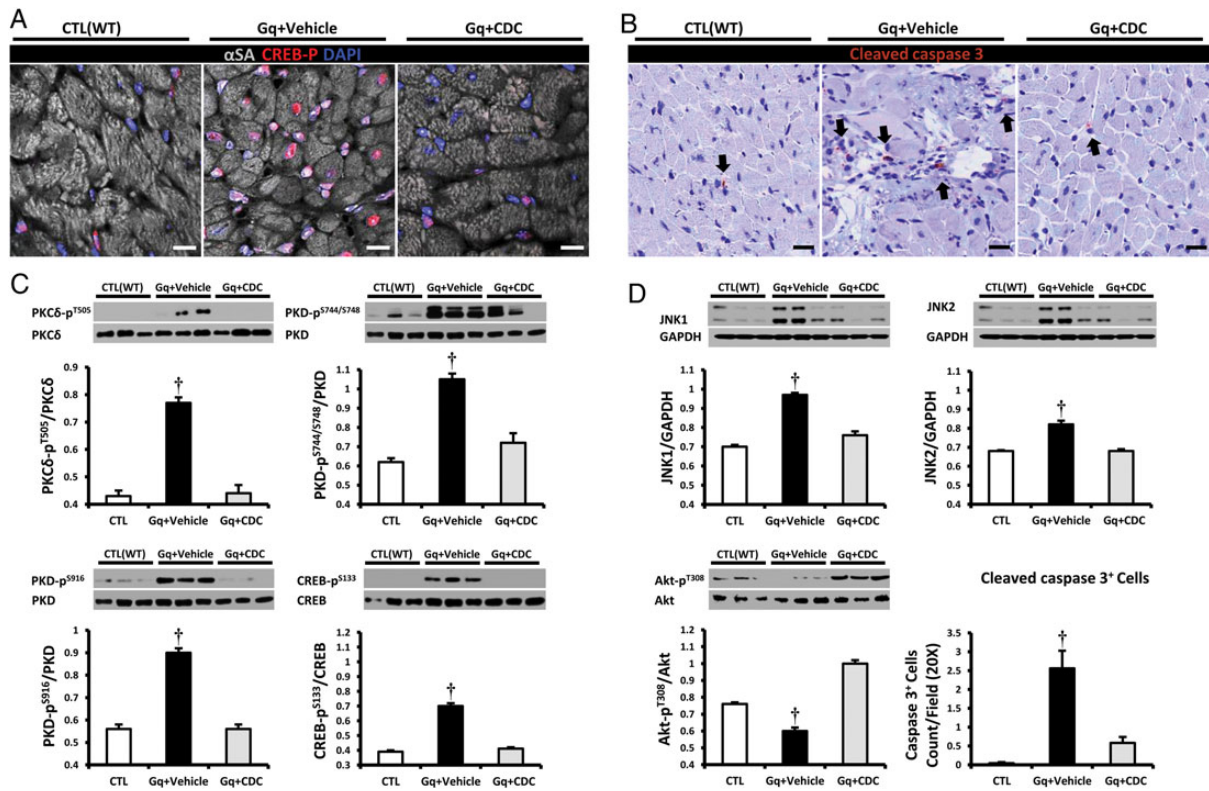 A
CTL(WT) Gq+Vehicle Gq+CDC
αSA CREB-P DAPI
B
CTL(WT) Gq+Vehicle Gq+CDC
Cleaved caspase 3
C
CTL(WT) Gq+Vehicle Gq+CDC
PKCδ-pT505
PKCδ
PKCδ-pT505/PKCδ
0.9
0.8
0.7
0.6
0.5
0.4
CTL Gq+Vehicle Gq+CDC
†
CTL(WT) Gq+Vehicle Gq+CDC
PKD-pS744/S748
PKD
PKD-pS744/S748/PKD
1.1
1
0.9
0.8
0.7
0.6
0.5
0.4
CTL Gq+Vehicle Gq+CDC
†
CTL(WT) Gq+Vehicle Gq+CDC
PKD-pS916
PKD
PKD-pS916/PKD
1
0.9
0.8
0.7
0.6
0.5
0.4
CTL Gq+Vehicle Gq+CDC
†
CTL(WT) Gq+Vehicle Gq+CDC
CREB-pS133
CREB
CREB-pS133/CREB
1.2
1.1
1
0.9
0.8
0.7
0.6
0.5
0.4
0.3
CTL Gq+Vehicle Gq+CDC
†
D
CTL(WT) Gq+Vehicle Gq+CDC
JNK1
GAPDH
JNK1/GAPDH
1.1
1
0.9
0.8
0.7
0.6
0.5
0.4
CTL Gq+Vehicle Gq+CDC
†
CTL(WT) Gq+Vehicle Gq+CDC
JNK2
GAPDH
JNK2/GAPDH
1.1
1
0.9
0.8
0.7
0.6
0.5
0.4
CTL Gq+Vehicle Gq+CDC
†
CTL(WT) Gq+Vehicle Gq+CDC
Akt-pT308
Akt
Akt-pT308/Akt
1.2
1.1
1
0.9
0.8
0.7
0.6
0.5
0.4
CTL Gq+Vehicle Gq+CDC
†
Cleaved caspase 3+ Cells
Caspase 3+ Cells
Count/Field (20X)
3.5
3
2.5
2
1.5
1
0.5
0
CTL Gq+Vehicle Gq+CDC
†